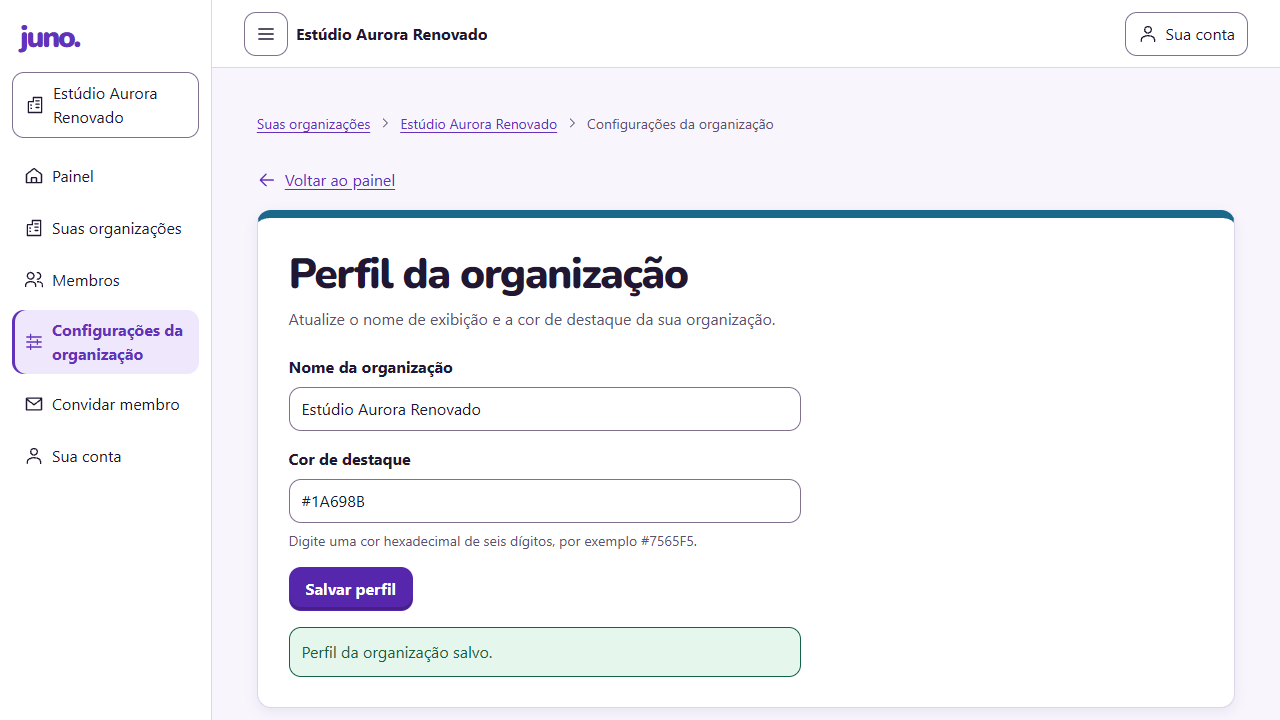 juno.
Estúdio Aurora
Renovado
Painel
Suas organizações
Membros
Configurações da
organização
Convidar membro
Sua conta
Estúdio Aurora Renovado
Sua conta
Suas organizações > Estúdio Aurora Renovado > Configurações da organização
← Voltar ao painel
Perfil da organização
Atualize o nome de exibição e a cor de destaque da sua organização.
Nome da organização
Estúdio Aurora Renovado
Cor de destaque
#1A698B
Digite uma cor hexadecimal de seis dígitos, por exemplo #7565F5.
Salvar perfil
Perfil da organização salvo.